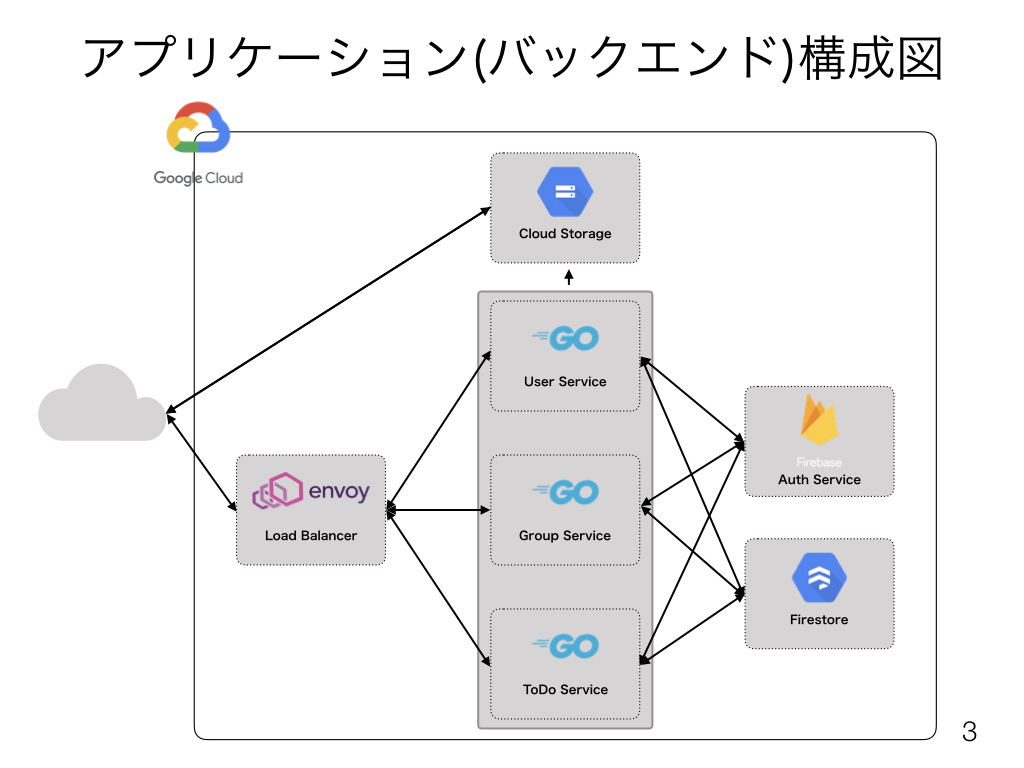 アプリケーション(バックエンド)構成図
Google Cloud
Cloud Storage
GO
User Service
envoy
Load Balancer
GO
Group Service
GO
ToDo Service
Firebase
Auth Service
Firestore
3